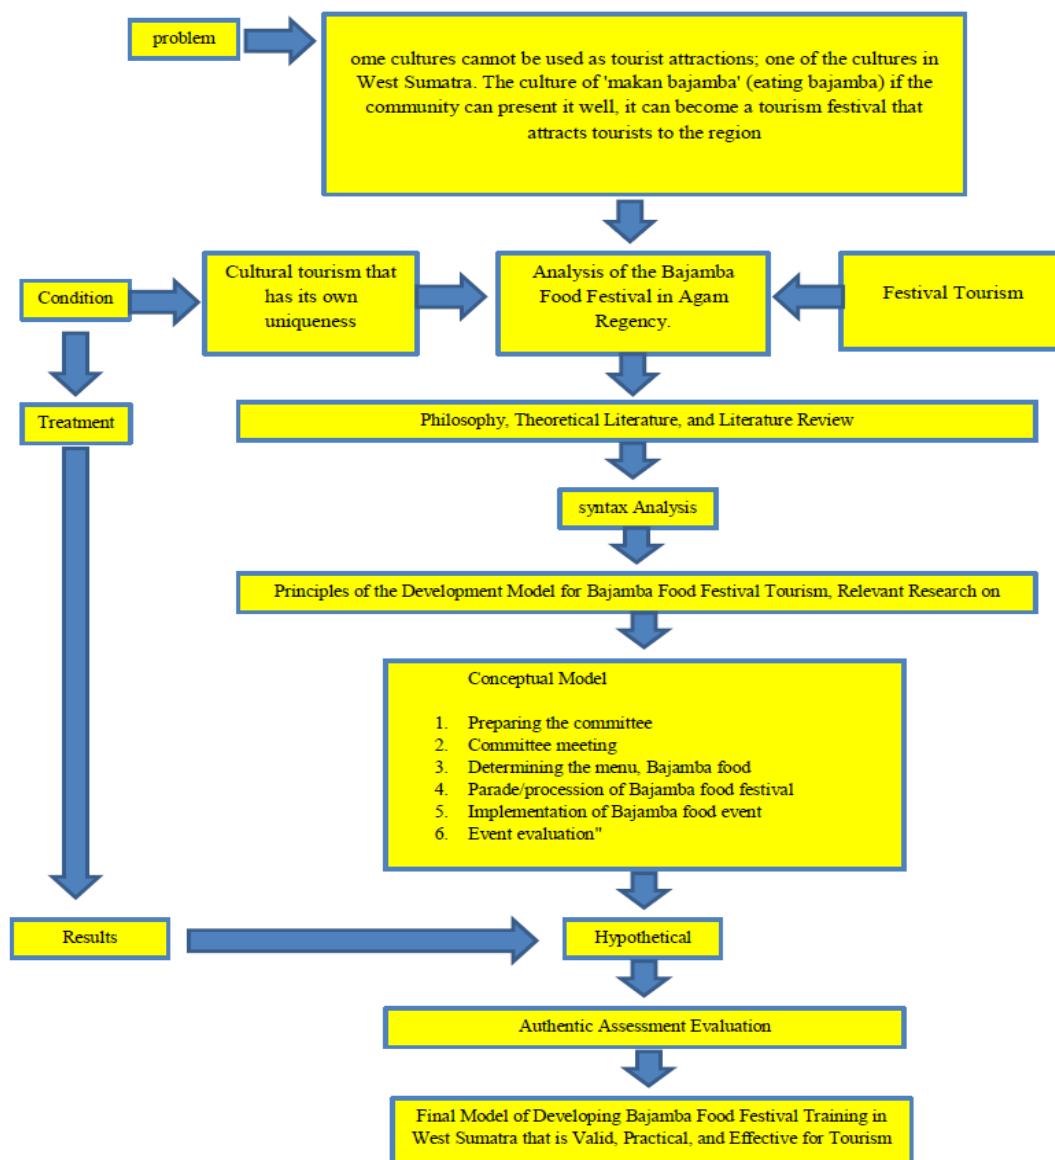 problem
ome cultures cannot be used as tourist attractions; one of the cultures in
West Sumatra. The culture of 'makan bajamba' (eating bajamba) if the
community can present it well, it can become a tourism festival that
attracts tourists to the region
Condition
Cultural tourism that
has its own
uniqueness
Analysis of the Bajamba
Food Festival in Agam
Regency.
Festival Tourism
Treatment
Philosophy, Theoretical Literature, and Literature Review
syntax Analysis
Principles of the Development Model for Bajamba Food Festival Tourism, Relevant Research on
Conceptual Model
1. Preparing the committee
2. Committee meeting
3. Determining the menu, Bajamba food
4. Parade/procession of Bajamba food festival
5. Implementation of Bajamba food event
6. Event evaluation"
Results
Hypothetical
Authentic Assessment Evaluation
Final Model of Developing Bajamba Food Festival Training in
West Sumatra that is Valid, Practical, and Effective for Tourism